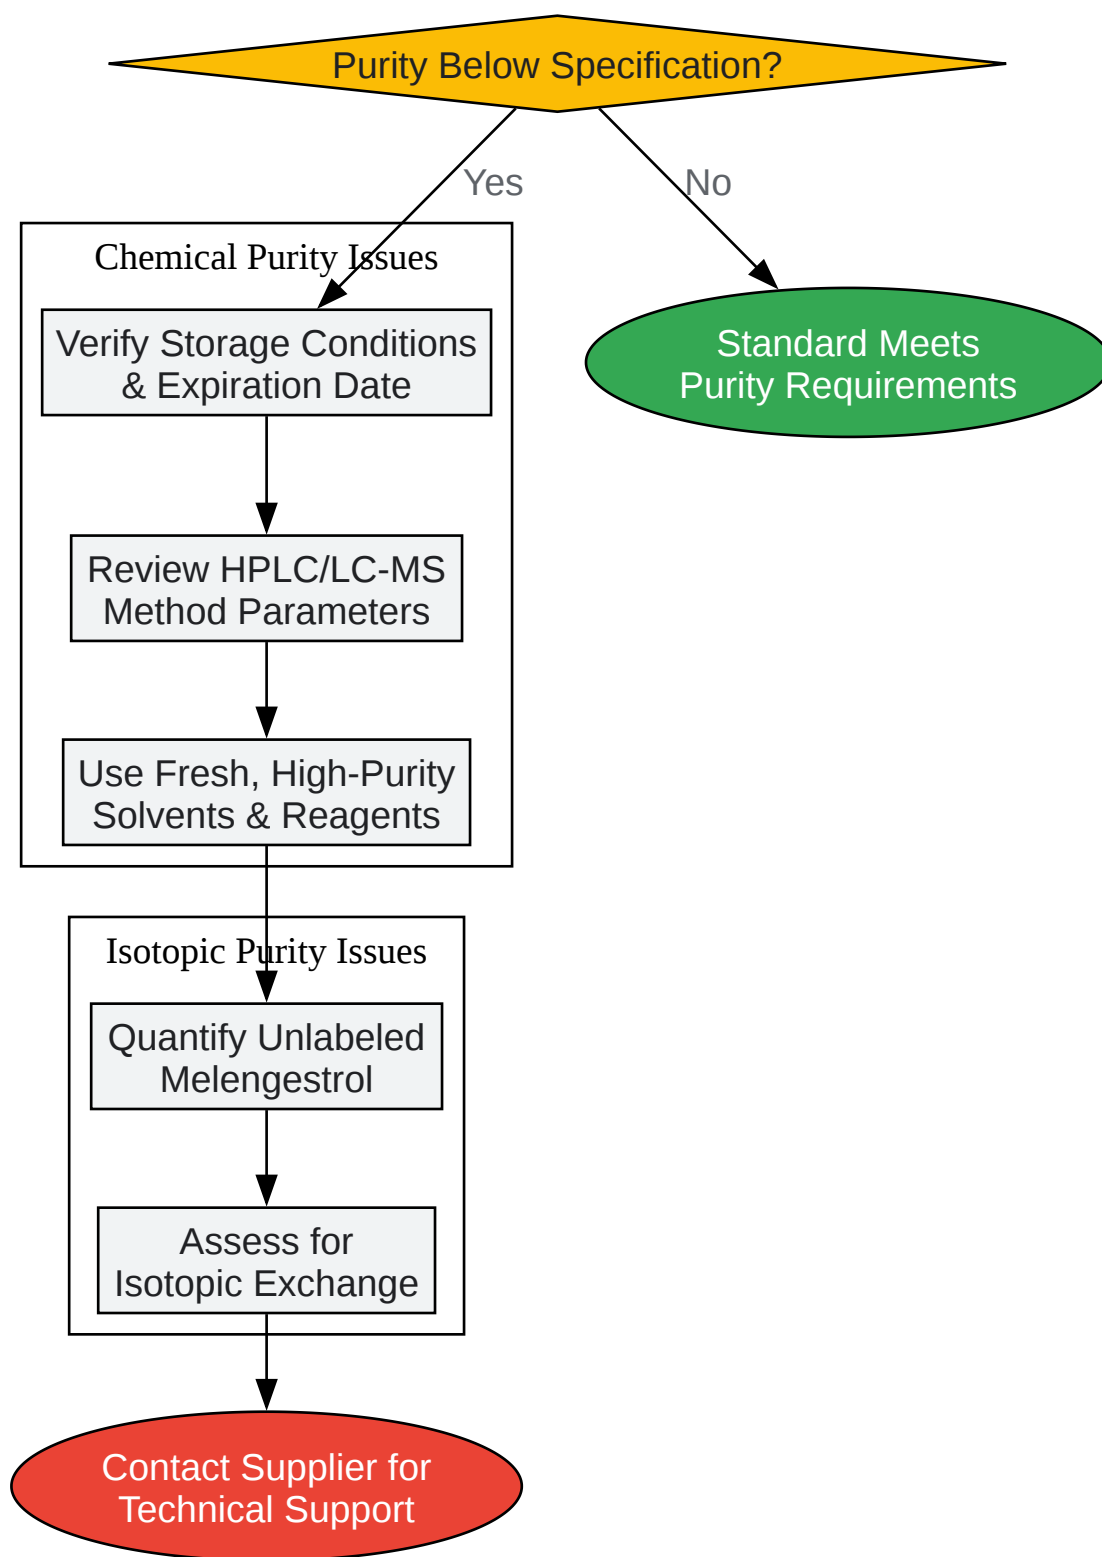 Purity Below Specification?
Yes
No
Chemical Purity Issues
Verify Storage Conditions
& Expiration Date
Standard Meets
Purity Requirements
Review HPLC/LC-MS
Method Parameters
Use Fresh, High-Purity
Solvents & Reagents
Isotopic Purity Issues
Quantify Unlabeled
Melengestrol
Assess for
Isotopic Exchange
Contact Supplier for
Technical Support